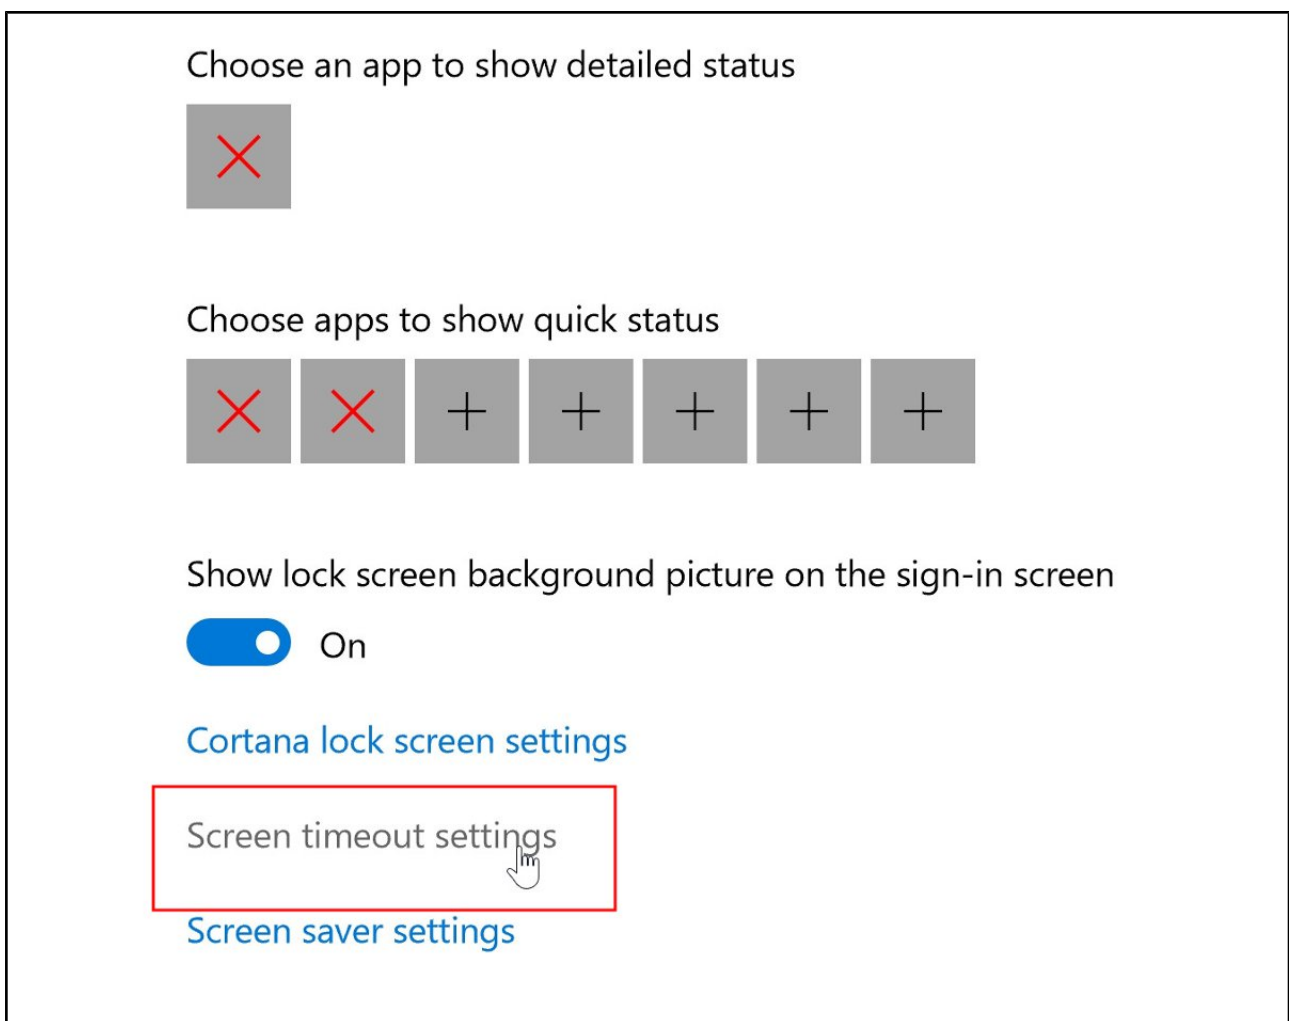 Choose an app to show detailed status
Choose apps to show quick status
Show lock screen background picture on the sign-in screen
On
Cortana lock screen settings
Screen timeout settings
Screen saver settings